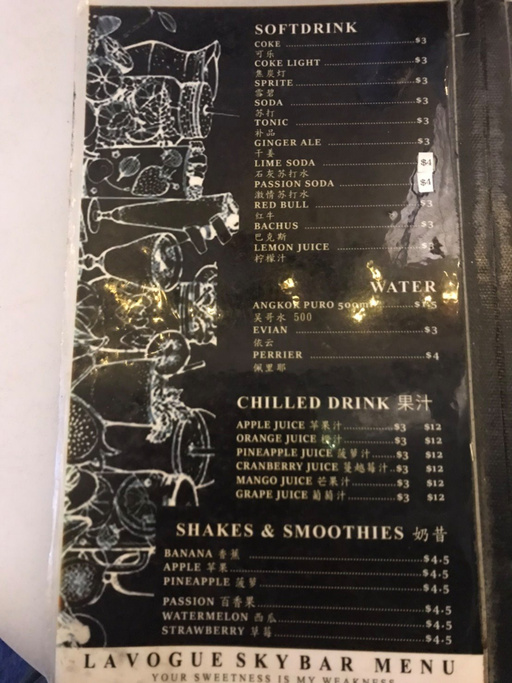 SOFTDRINK
COKE $3
可乐
COKE LIGHT $3
焦炭灯
SPRITE $3
雪碧
SODA $3
苏打
TONIC $3
补品
GINGER ALE $3
干姜
LIME SODA $4
石灰苏打水
PASSION SODA $4
激情苏打水
RED BULL $3
红牛
BACHUS $3
巴克斯
LEMON JUICE $3
柠檬汁
WATER
ANGKOR PURO 500m
吴哥水 500
EVIAN $3
依云
PERRIER $4
佩里耶
CHILLED DRINK 果汁
APPLE JUICE 苹果汁 $3 $12
ORANGE JUICE 橙汁 $3 $12
PINEAPPLE JUICE 菠萝汁 $3 $12
CRANBERRY JUICE 蔓越莓汁 $3 $12
MANGO JUICE 芒果汁 $3 $12
GRAPE JUICE 葡萄汁 $3 $12
SHAKES & SMOOTHIES 奶昔
BANANA 香蕉 $4.5
APPLE 苹果 $4.5
PINEAPPLE 菠萝 $4.5
PASSION 百香果 $4.5
WATERMELON 西瓜 $4.5
STRAWBERRY 草莓 $4.5
LAVOGUE SKYBAR MENU
YOUR SWEETNESS IS MY WEAKNESS